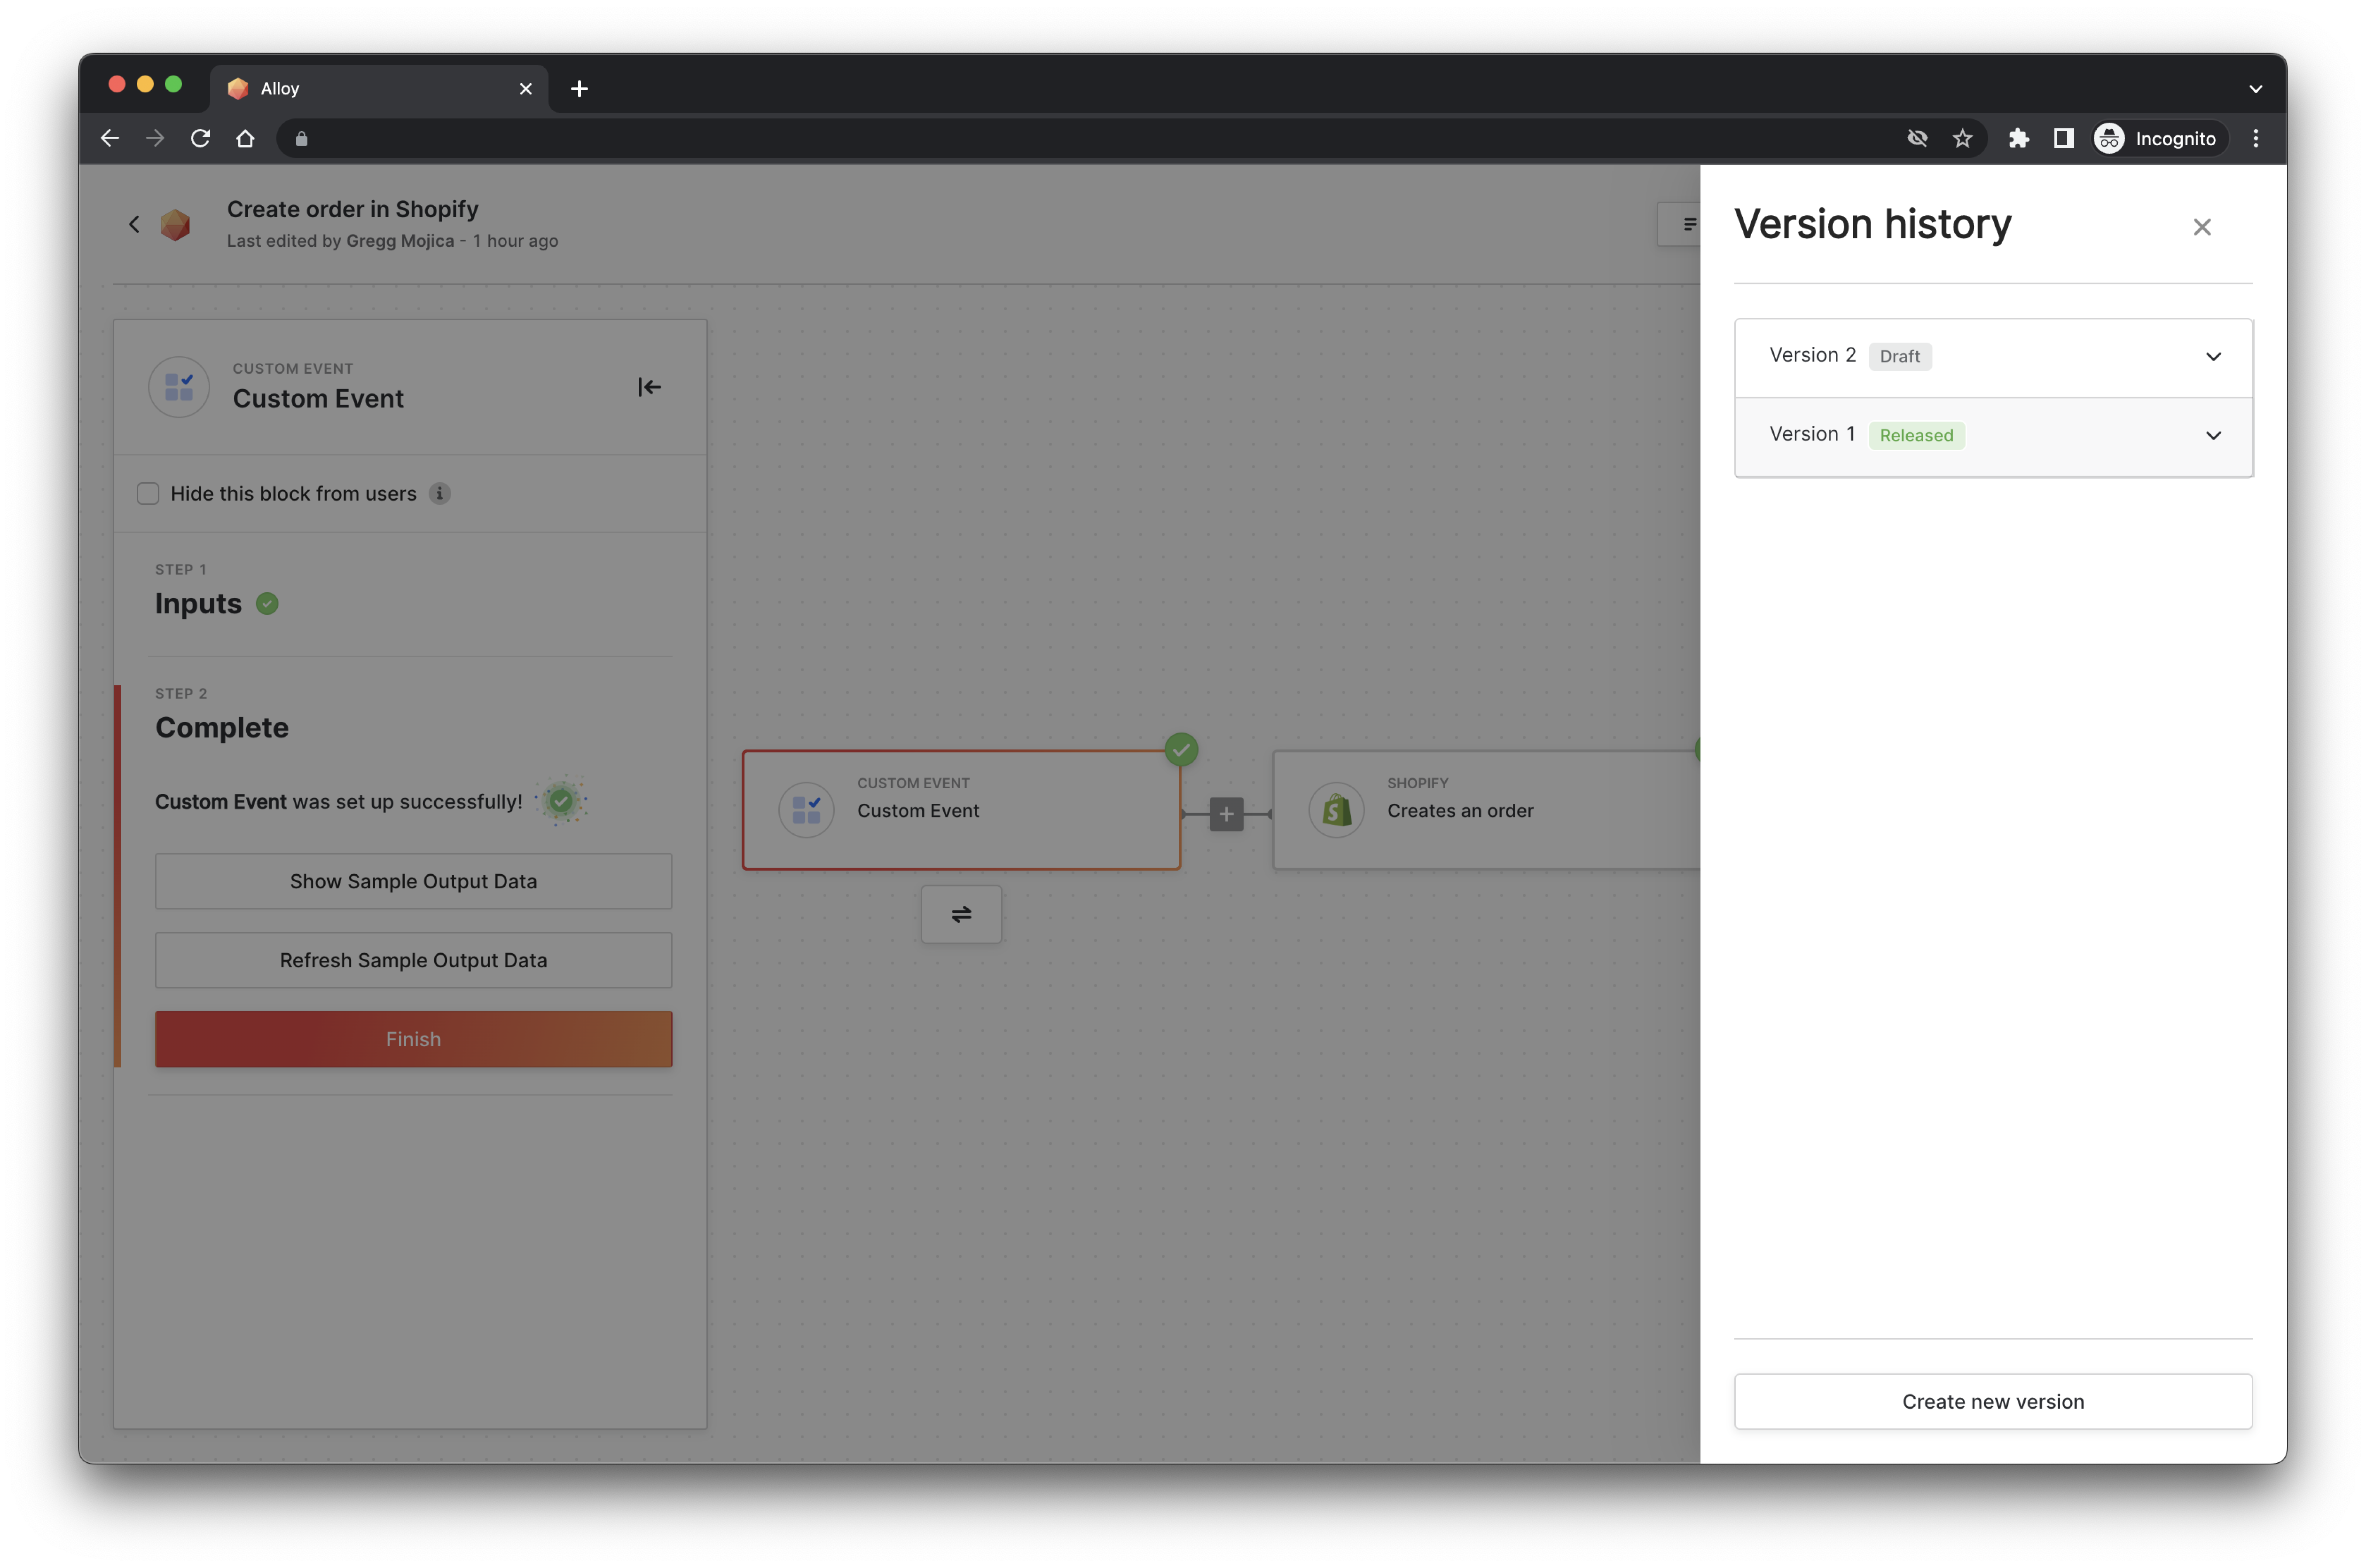 Alloy
Incognito
Create order in Shopify
Last edited by Gregg Mojica - 1 hour ago
CUSTOM EVENT
Custom Event
Hide this block from users
STEP 1
Inputs
STEP 2
Complete
Custom Event was set up successfully!
Show Sample Output Data
Refresh Sample Output Data
Finish
CUSTOM EVENT
Custom Event
SHOPIFY
Creates an order
Version history
Version 2 Draft
Version 1 Released
Create new version